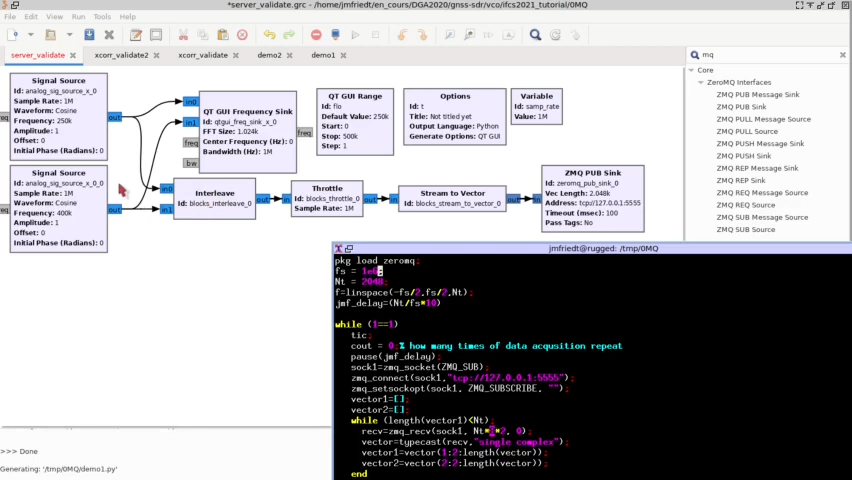 *server_validate.grc - /home/jmfriedt/en_cours/DGA2020/gnss-sdr/vco/ifcs2021_tutorial/0MQ
File Edit View Run Tools Help
server_validate xcorr_validate2 xcorr_validate demo2 demo1
mq
Core
ZeroMQ Interfaces
ZMQ PUB Message Sink
ZMQ PUB Sink
ZMQ PULL Message Source
ZMQ PULL Source
ZMQ PUSH Message Sink
ZMQ PUSH Sink
ZMQ REP Message Sink
ZMQ REP Sink
ZMQ REQ Message Source
ZMQ REQ Source
ZMQ SUB Message Source
ZMQ SUB Source
Signal Source
Id: analog_sig_source_x_0
Sample Rate: 1M
Waveform: Cosine
Frequency: 250k
Amplitude: 1
Offset: 0
Initial Phase (Radians): 0
out
Signal Source
Id: analog_sig_source_x_0_0
Sample Rate: 1M
Waveform: Cosine
Frequency: 400k
Amplitude: 1
Offset: 0
Initial Phase (Radians): 0
out
in0
in1
freq
bw
QT GUI Frequency Sink
Id: qtgui_freq_sink_x_0
FFT Size: 1.024k
Center Frequency (Hz): 0
Bandwidth (Hz): 1M
freq
QT GUI Range
Id: flo
Default Value: 250k
Start: 0
Stop: 500k
Step: 1
Options
Id: t
Title: Not titled yet
Output Language: Python
Generate Options: QT GUI
Variable
Id: samp_rate
Value: 1M
in0
in1
Interleave
Id: blocks_interleave_0
out
in
Throttle
Id: blocks_throttle_0
Sample Rate: 1M
out
in
Stream to Vector
Id: blocks_stream_to_vector_0
out
in
ZMQ PUB Sink
Id: zeromq_pub_sink_0
Vec Length: 2.048k
Address: tcp://127.0.0.1:5555
Timeout (msec): 100
Pass Tags: No
jmfriedt@rugged: /tmp/0MQ
pkg load zeromq;
fs = 1e6;
Nt = 2048;
f=linspace(-fs/2,fs/2,Nt);
jmf_delay=(Nt/fs*10)
while (1==1)
tic;
cout = 0;% how many times of data acqusition repeat
pause(jmf_delay);
sock1=zmq_socket(ZMQ_SUB);
zmq_connect(sock1,"tcp://127.0.0.1:5555");
zmq_setsockopt(sock1, ZMQ_SUBSCRIBE, "");
vector1=[];
vector2=[];
while (length(vector1)<Nt);
recv=zmq_recv(sock1, Nt* *2, 0);
vector=typecast(recv,"single complex");
vector1=vector(1:2:length(vector));
vector2=vector(2:2:length(vector));
end
>>> Done
Generating: '/tmp/0MQ/demo1.py'